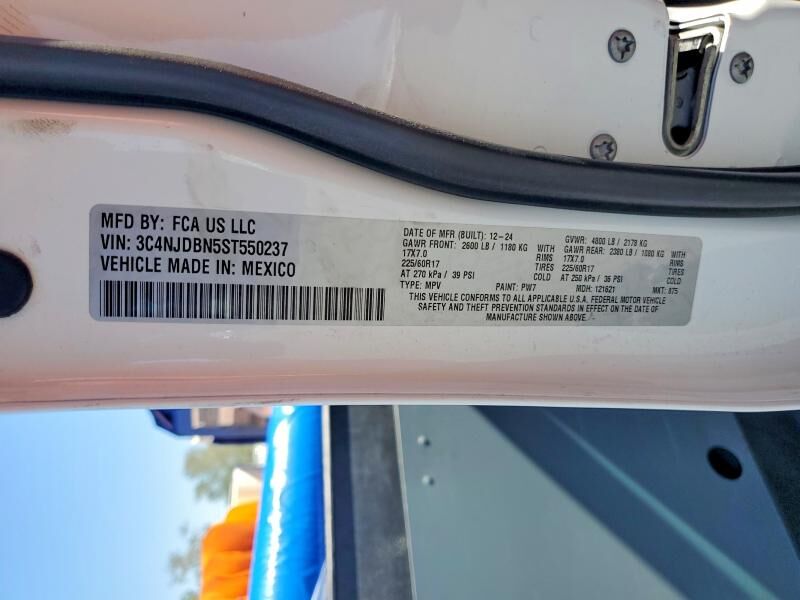 MFD BY: FCA US LLC
VIN: 3C4NJDBN5ST550237
VEHICLE MADE IN: MEXICO
DATE OF MFR (BUILT): 12-24 GVWR: 4800 LB / 2178 KG
GAWR FRONT: 2600 LB / 1180 KG WITH GAWR REAR: 2380 LB / 1080 KG WITH
17X7.0 RIMS 17X7.0 RIMS
225/60R17 TIRES 225/60R17 TIRES
AT 270 kPa / 39 PSI COLD AT 250 kPa / 36 PSI COLD
TYPE: MPV PAINT: PW7 MDH: 121621 MKT: 875
THIS VEHICLE CONFORMS TO ALL APPLICABLE U.S.A. FEDERAL MOTOR VEHICLE
SAFETY AND THEFT PREVENTION STANDARDS IN EFFECT ON THE DATE OF
MANUFACTURE SHOWN ABOVE.